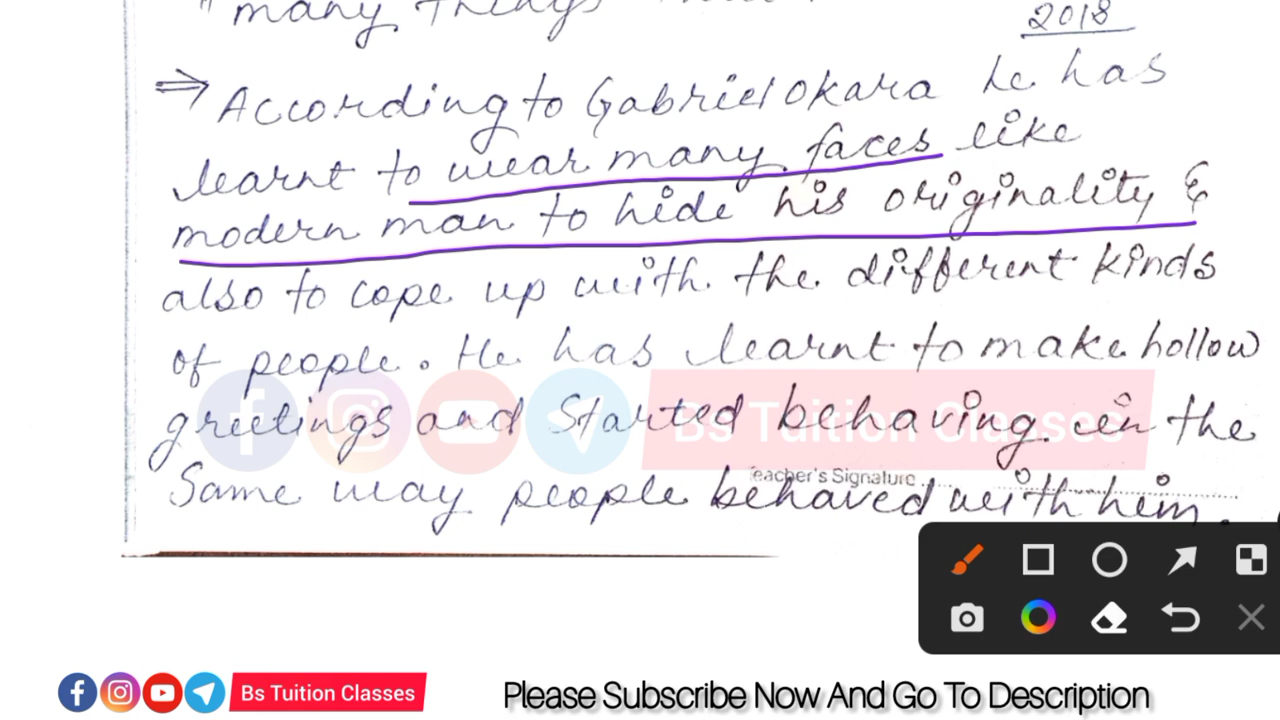 " many things
2018
⇒ According to Gabriel Okara he has
learnt to wear many faces like
modern man to hide his originality &
also to cope up with the different kinds
of people. He has learnt to make hollow
greetings and Started behaving in the
Bs Tuition Classes
Teacher's Signature
Same way people behaved with him.
Bs Tuition Classes
Please Subscribe Now And Go To Description